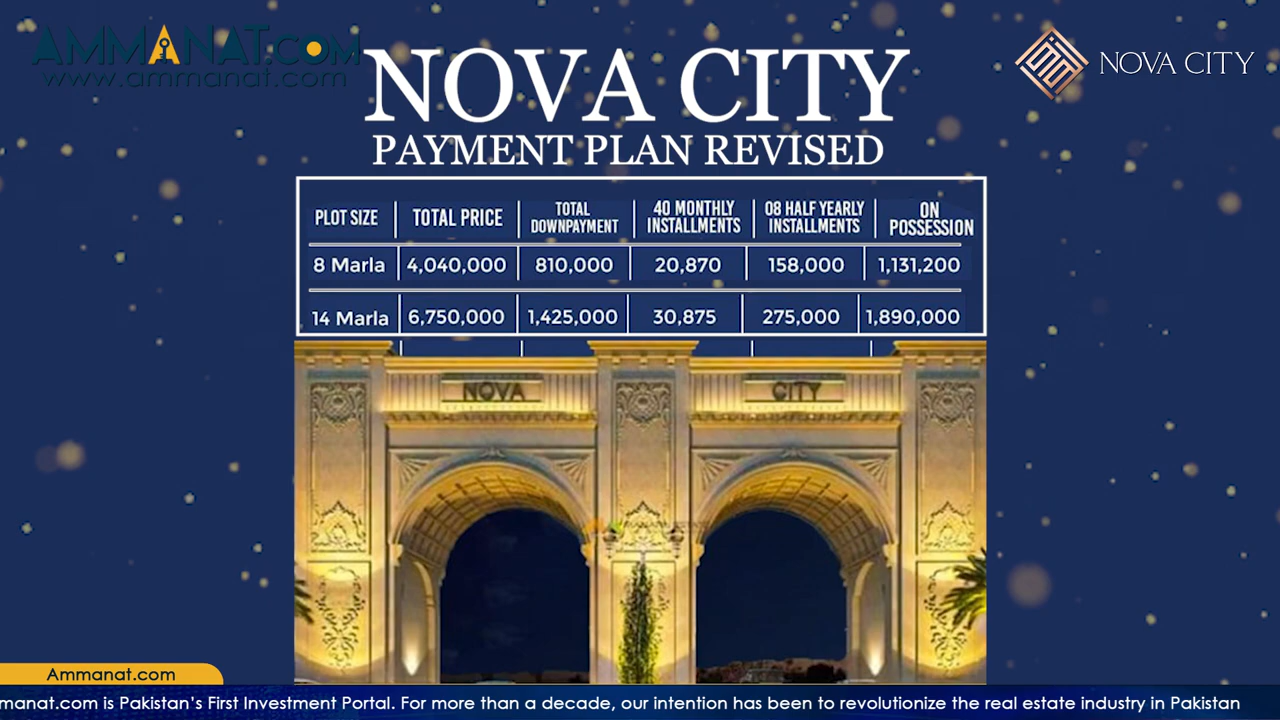 AMMANAT.COM
www.ammanat.com
NOVA CITY
NOVA CITY
PAYMENT PLAN REVISED
PLOT SIZE TOTAL PRICE TOTAL DOWNPAYMENT 40 MONTHLY INSTALLMENTS 08 HALF YEARLY INSTALLMENTS ON POSSESSION
8 Marla 4,040,000 810,000 20,870 158,000 1,131,200
14 Marla 6,750,000 1,425,000 30,875 275,000 1,890,000
NOVA CITY
Ammanat.com
manat.com is Pakistan's First Investment Portal. For more than a decade, our intention has been to revolutionize the real estate industry in Pakistan